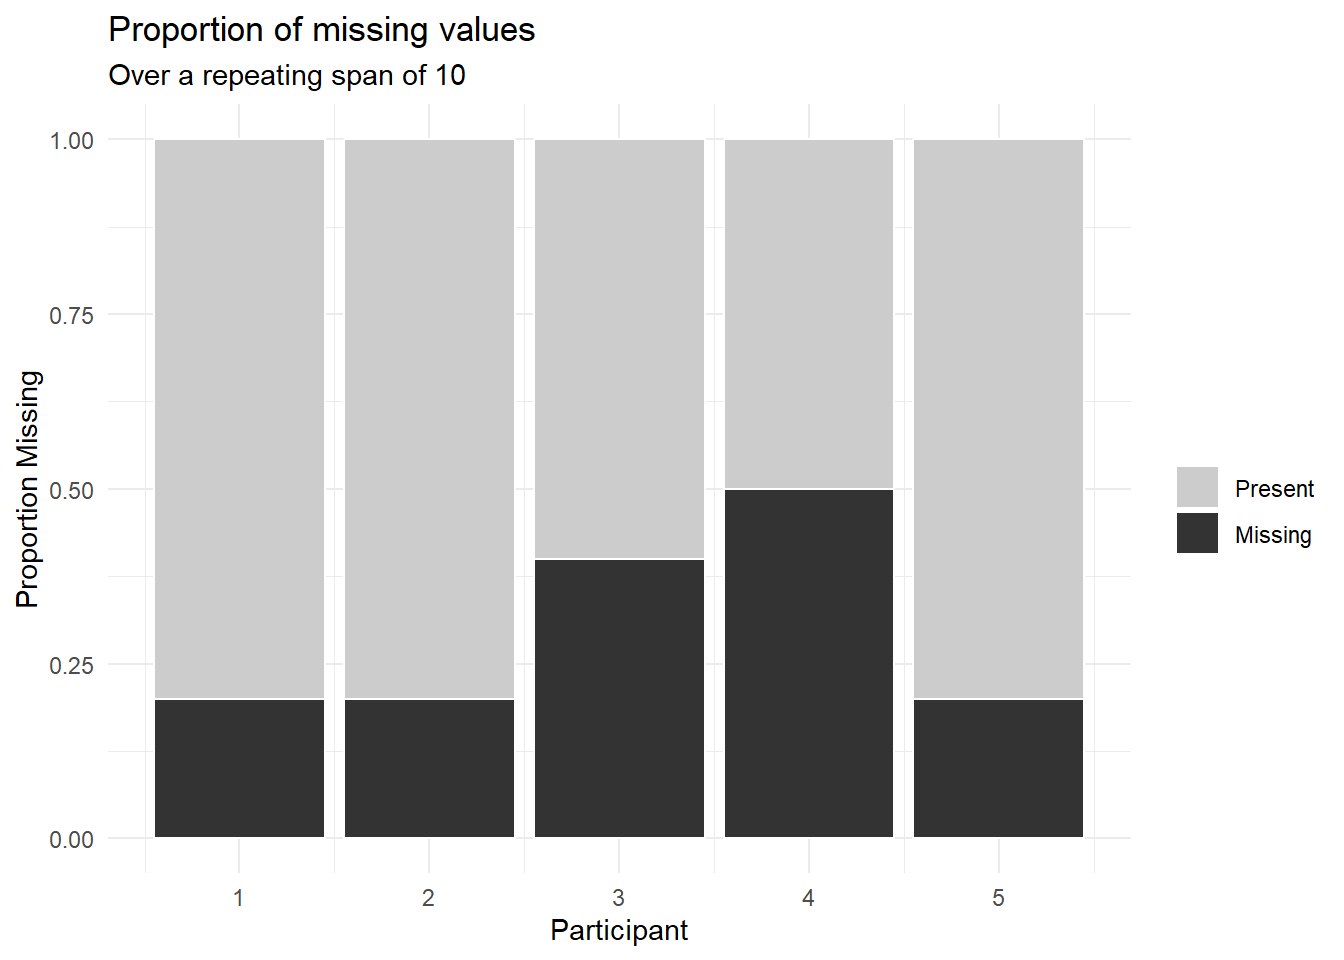 Proportion of missing values
Over a repeating span of 10
Proportion Missing
1.00
0.75
0.50
0.25
0.00
1 2 3 4 5
Participant
Present
Missing